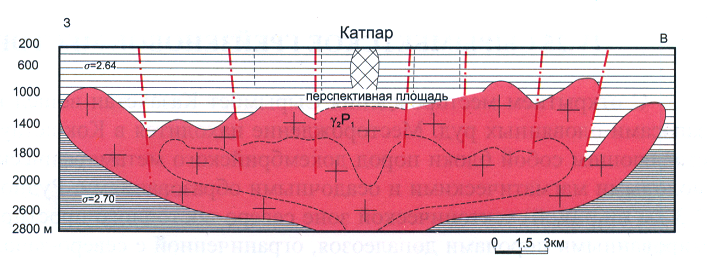 З
Катпар
В
200
600
1000
1400
1800
2000
2600
2800 м
σ=2.64
перспективная площадь
γ₂P₁
σ=2.70
0 1.5 3км